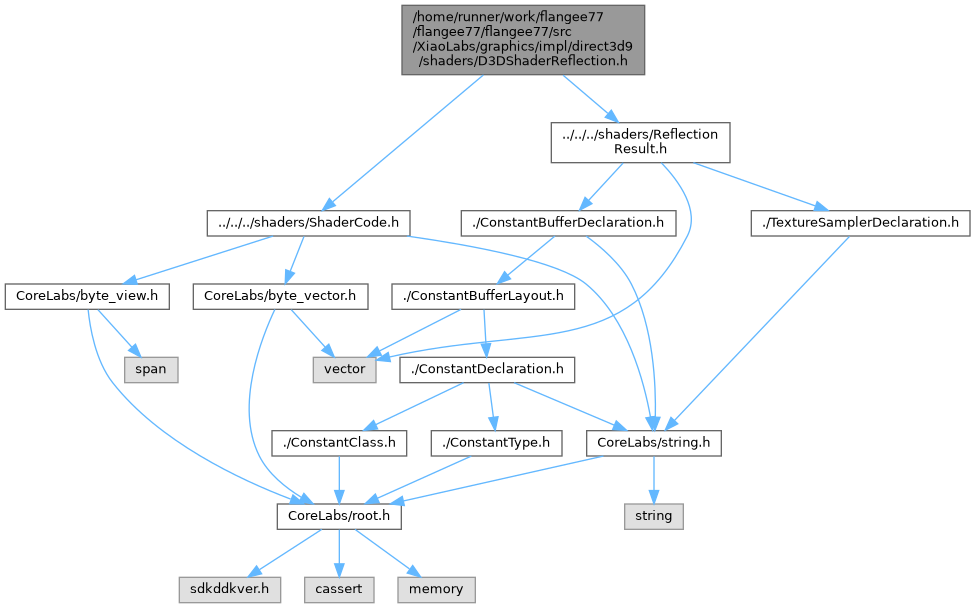 /home/runner/work/flangee77
/flangee77/flangee77/src
/XiaoLabs/graphics/impl/direct3d9
/shaders/D3DShaderReflection.h
../../../shaders/Reflection
Result.h
../../../shaders/ShaderCode.h
./ConstantBufferDeclaration.h
./TextureSamplerDeclaration.h
CoreLabs/byte_view.h
CoreLabs/byte_vector.h
./ConstantBufferLayout.h
span
vector
./ConstantDeclaration.h
./ConstantClass.h
./ConstantType.h
CoreLabs/string.h
CoreLabs/root.h
string
sdkddkver.h
cassert
memory